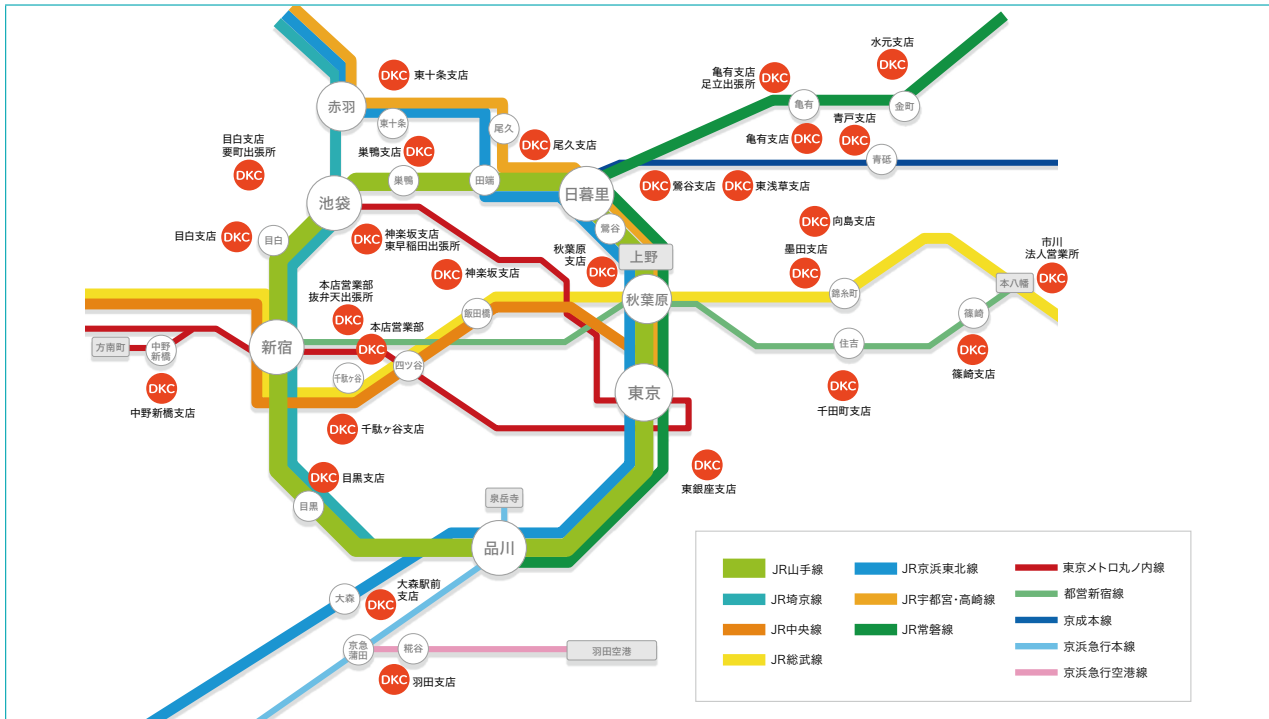 DKC
東十条支店
赤羽
東十条
目白支店
要町出張所
DKC
巣鴨支店
DKC
尾久
DKC
尾久支店
水元支店
DKC
亀有支店
足立出張所
DKC
亀有
金町
青戸支店
亀有支店
DKC
DKC
青砥
池袋
巣鴨
田端
日暮里
DKC
鶯谷支店
DKC
東浅草支店
目白支店
DKC
目白
DKC
神楽坂支店
東早稲田出張所
鶯谷
上野
DKC
向島支店
秋葉原
支店
DKC
DKC
神楽坂支店
墨田支店
DKC
市川
法人営業所
DKC
本店営業部
抜弁天出張所
DKC
秋葉原
錦糸町
本八幡
飯田橋
篠崎
本店営業部
DKC
方南町
中野
新橋
新宿
千駄ヶ谷
四ツ谷
住吉
DKC
篠崎支店
DKC
中野新橋支店
東京
DKC
千田町支店
DKC
千駄ヶ谷支店
DKC
目黒支店
DKC
東銀座支店
目黒
泉岳寺
品川
大森
DKC
大森駅前
支店
京急
蒲田
糀谷
羽田空港
DKC
羽田支店
JR山手線
JR埼京線
JR中央線
JR総武線
JR京浜東北線
JR宇都宮・高崎線
JR常磐線
東京メトロ丸ノ内線
都営新宿線
京成本線
京浜急行本線
京浜急行空港線